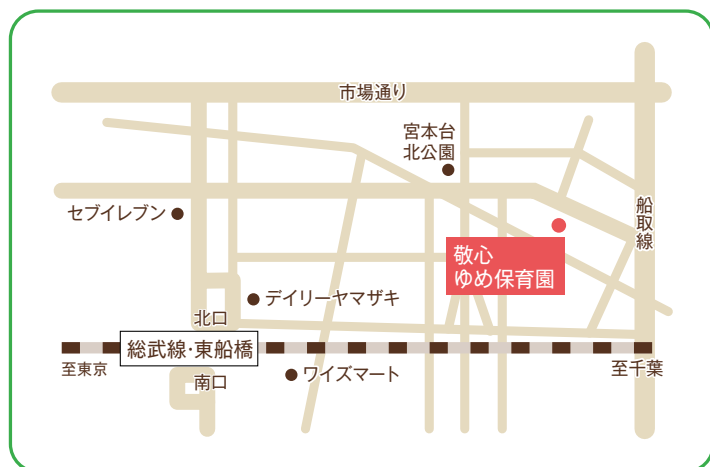 市場通り
宮本台
北公園
セブイレブン
船取線
敬心
ゆめ保育園
デイリーヤマザキ
北口
総武線・東船橋
至東京
南口
ワイズマート
至千葉